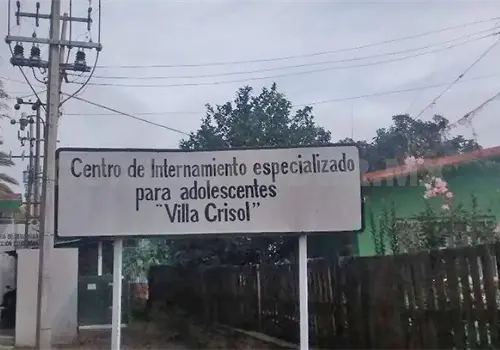 Centro de Internamiento especializado
para adolescentes
"Villa Crisol"